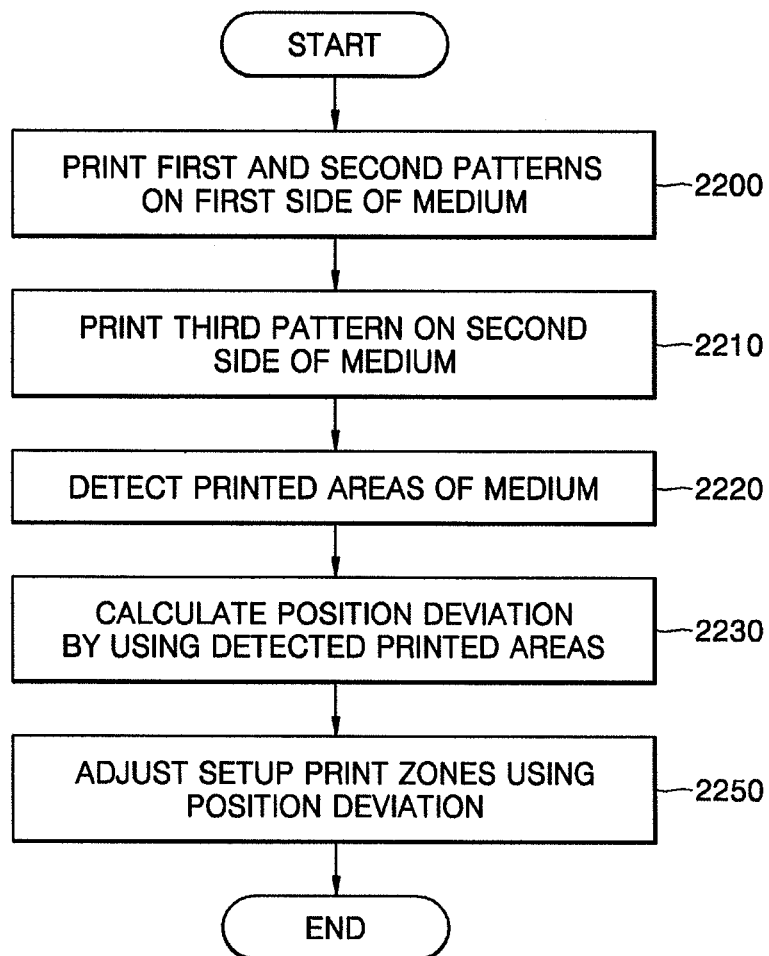 START
PRINT FIRST AND SECOND PATTERNS
ON FIRST SIDE OF MEDIUM
2200
PRINT THIRD PATTERN ON SECOND
SIDE OF MEDIUM
2210
DETECT PRINTED AREAS OF MEDIUM
2220
CALCULATE POSITION DEVIATION
BY USING DETECTED PRINTED AREAS
2230
ADJUST SETUP PRINT ZONES USING
POSITION DEVIATION
2250
END